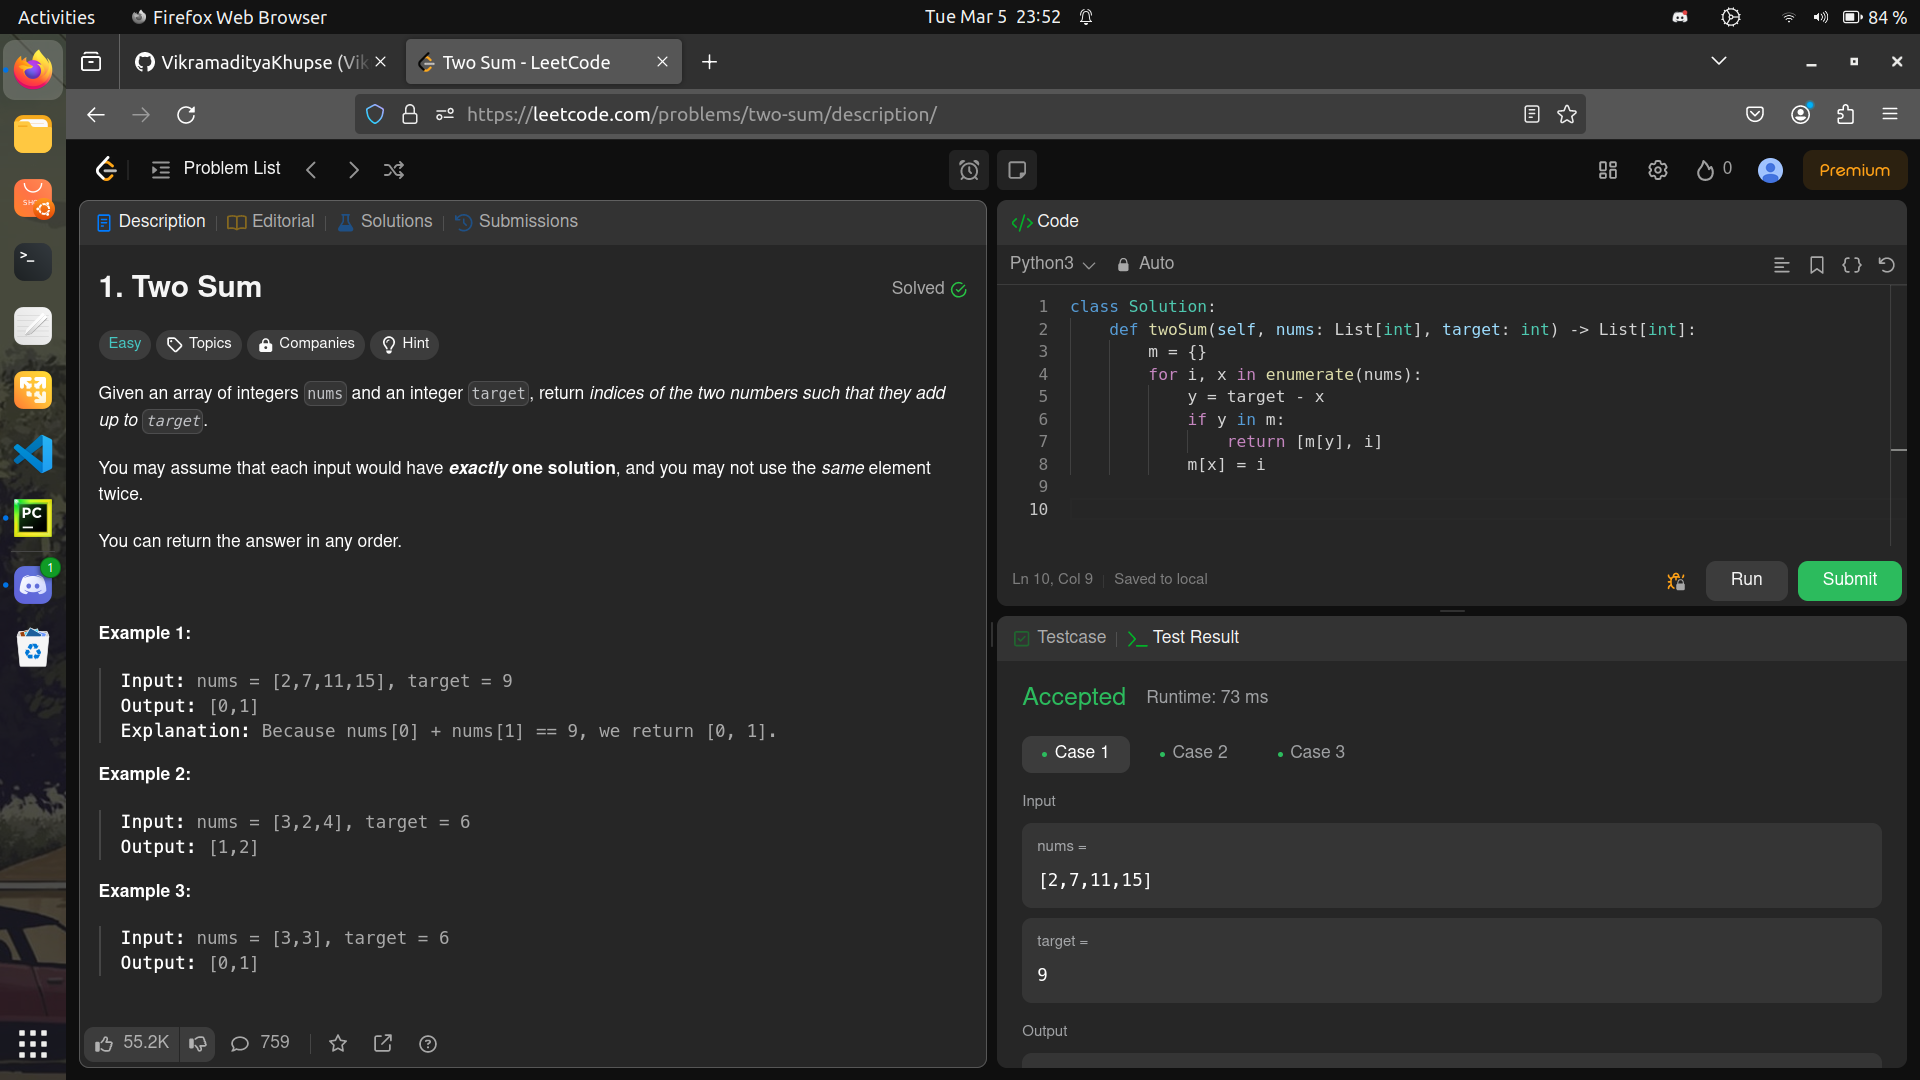 Activities
Firefox Web Browser
Tue Mar 5 23:52
84 %
VikramadityaKhupse (Vik
Two Sum - LeetCode
https://leetcode.com/problems/two-sum/description/
Problem List
0
Premium
Description
Editorial
Solutions
Submissions
1. Two Sum
Solved
Easy
Topics
Companies
Hint
Given an array of integers nums and an integer target, return indices of the two numbers such that they add
up to target.
You may assume that each input would have exactly one solution, and you may not use the same element
twice.
You can return the answer in any order.
Example 1:
Input: nums = [2,7,11,15], target = 9
Output: [0,1]
Explanation: Because nums[0] + nums[1] == 9, we return [0, 1].
Example 2:
Input: nums = [3,2,4], target = 6
Output: [1,2]
Example 3:
Input: nums = [3,3], target = 6
Output: [0,1]
55.2K
759
</> Code
Python3
Auto
1 class Solution:
2 def twoSum(self, nums: List[int], target: int) -> List[int]:
3 m = {}
4 for i, x in enumerate(nums):
5 y = target - x
6 if y in m:
7 return [m[y], i]
8 m[x] = i
9
10
Ln 10, Col 9
Saved to local
Run
Submit
Testcase
Test Result
Accepted
Runtime: 73 ms
Case 1
Case 2
Case 3
Input
nums =
[2,7,11,15]
target =
9
Output
PC
1